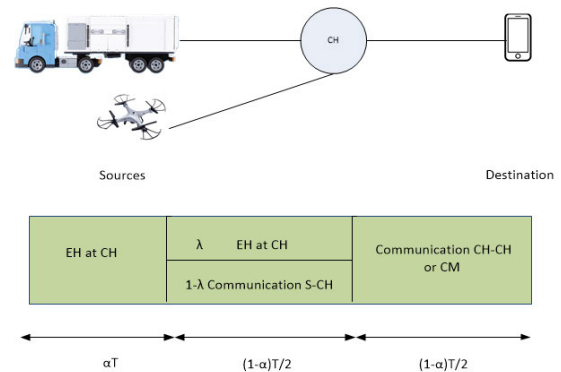 CH
Sources
Destination
EH at CH
λ EH at CH
1-λ Communication S-CH
Communication CH-CH
or CM
αT
(1-α)T/2
(1-α)T/2